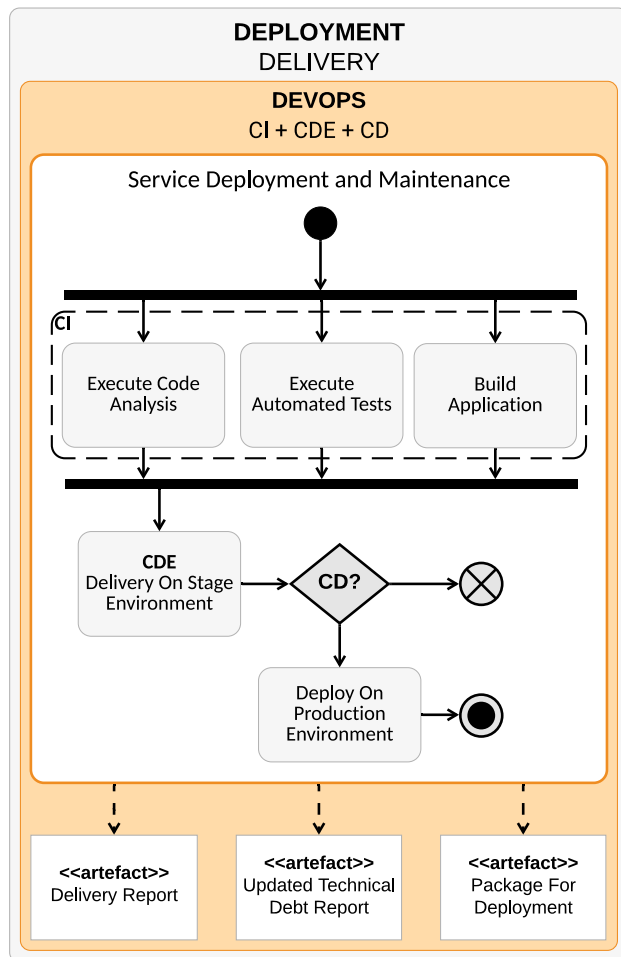 DEPLOYMENT
DELIVERY
DEVOPS
CI + CDE + CD
Service Deployment and Maintenance
CI
Execute Code
Analysis
Execute
Automated Tests
Build
Application
CDE
Delivery On Stage
Environment
CD?
Deploy On
Production
Environment
<<artefact>>
Delivery Report
<<artefact>>
Updated Technical
Debt Report
<<artefact>>
Package For
Deployment